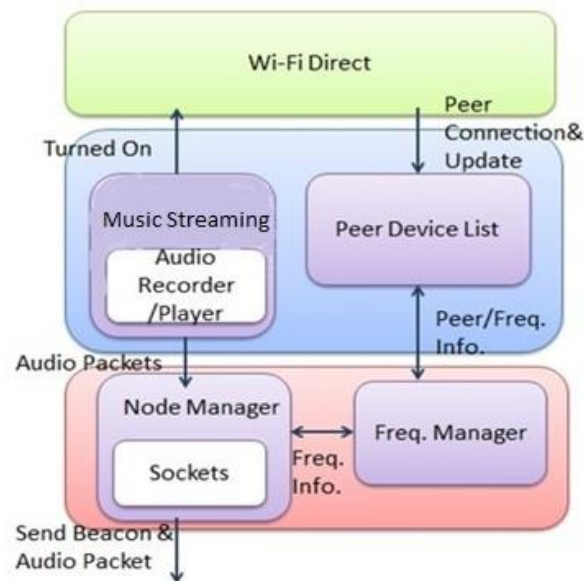 Wi-Fi Direct
Turned On
Peer
Connection&
Update
Music Streaming
Audio
Recorder
/Player
Peer Device List
Peer/Freq.
Info.
Audio Packets
Node Manager
Sockets
Freq.
Info.
Freq. Manager
Send Beacon &
Audio Packet